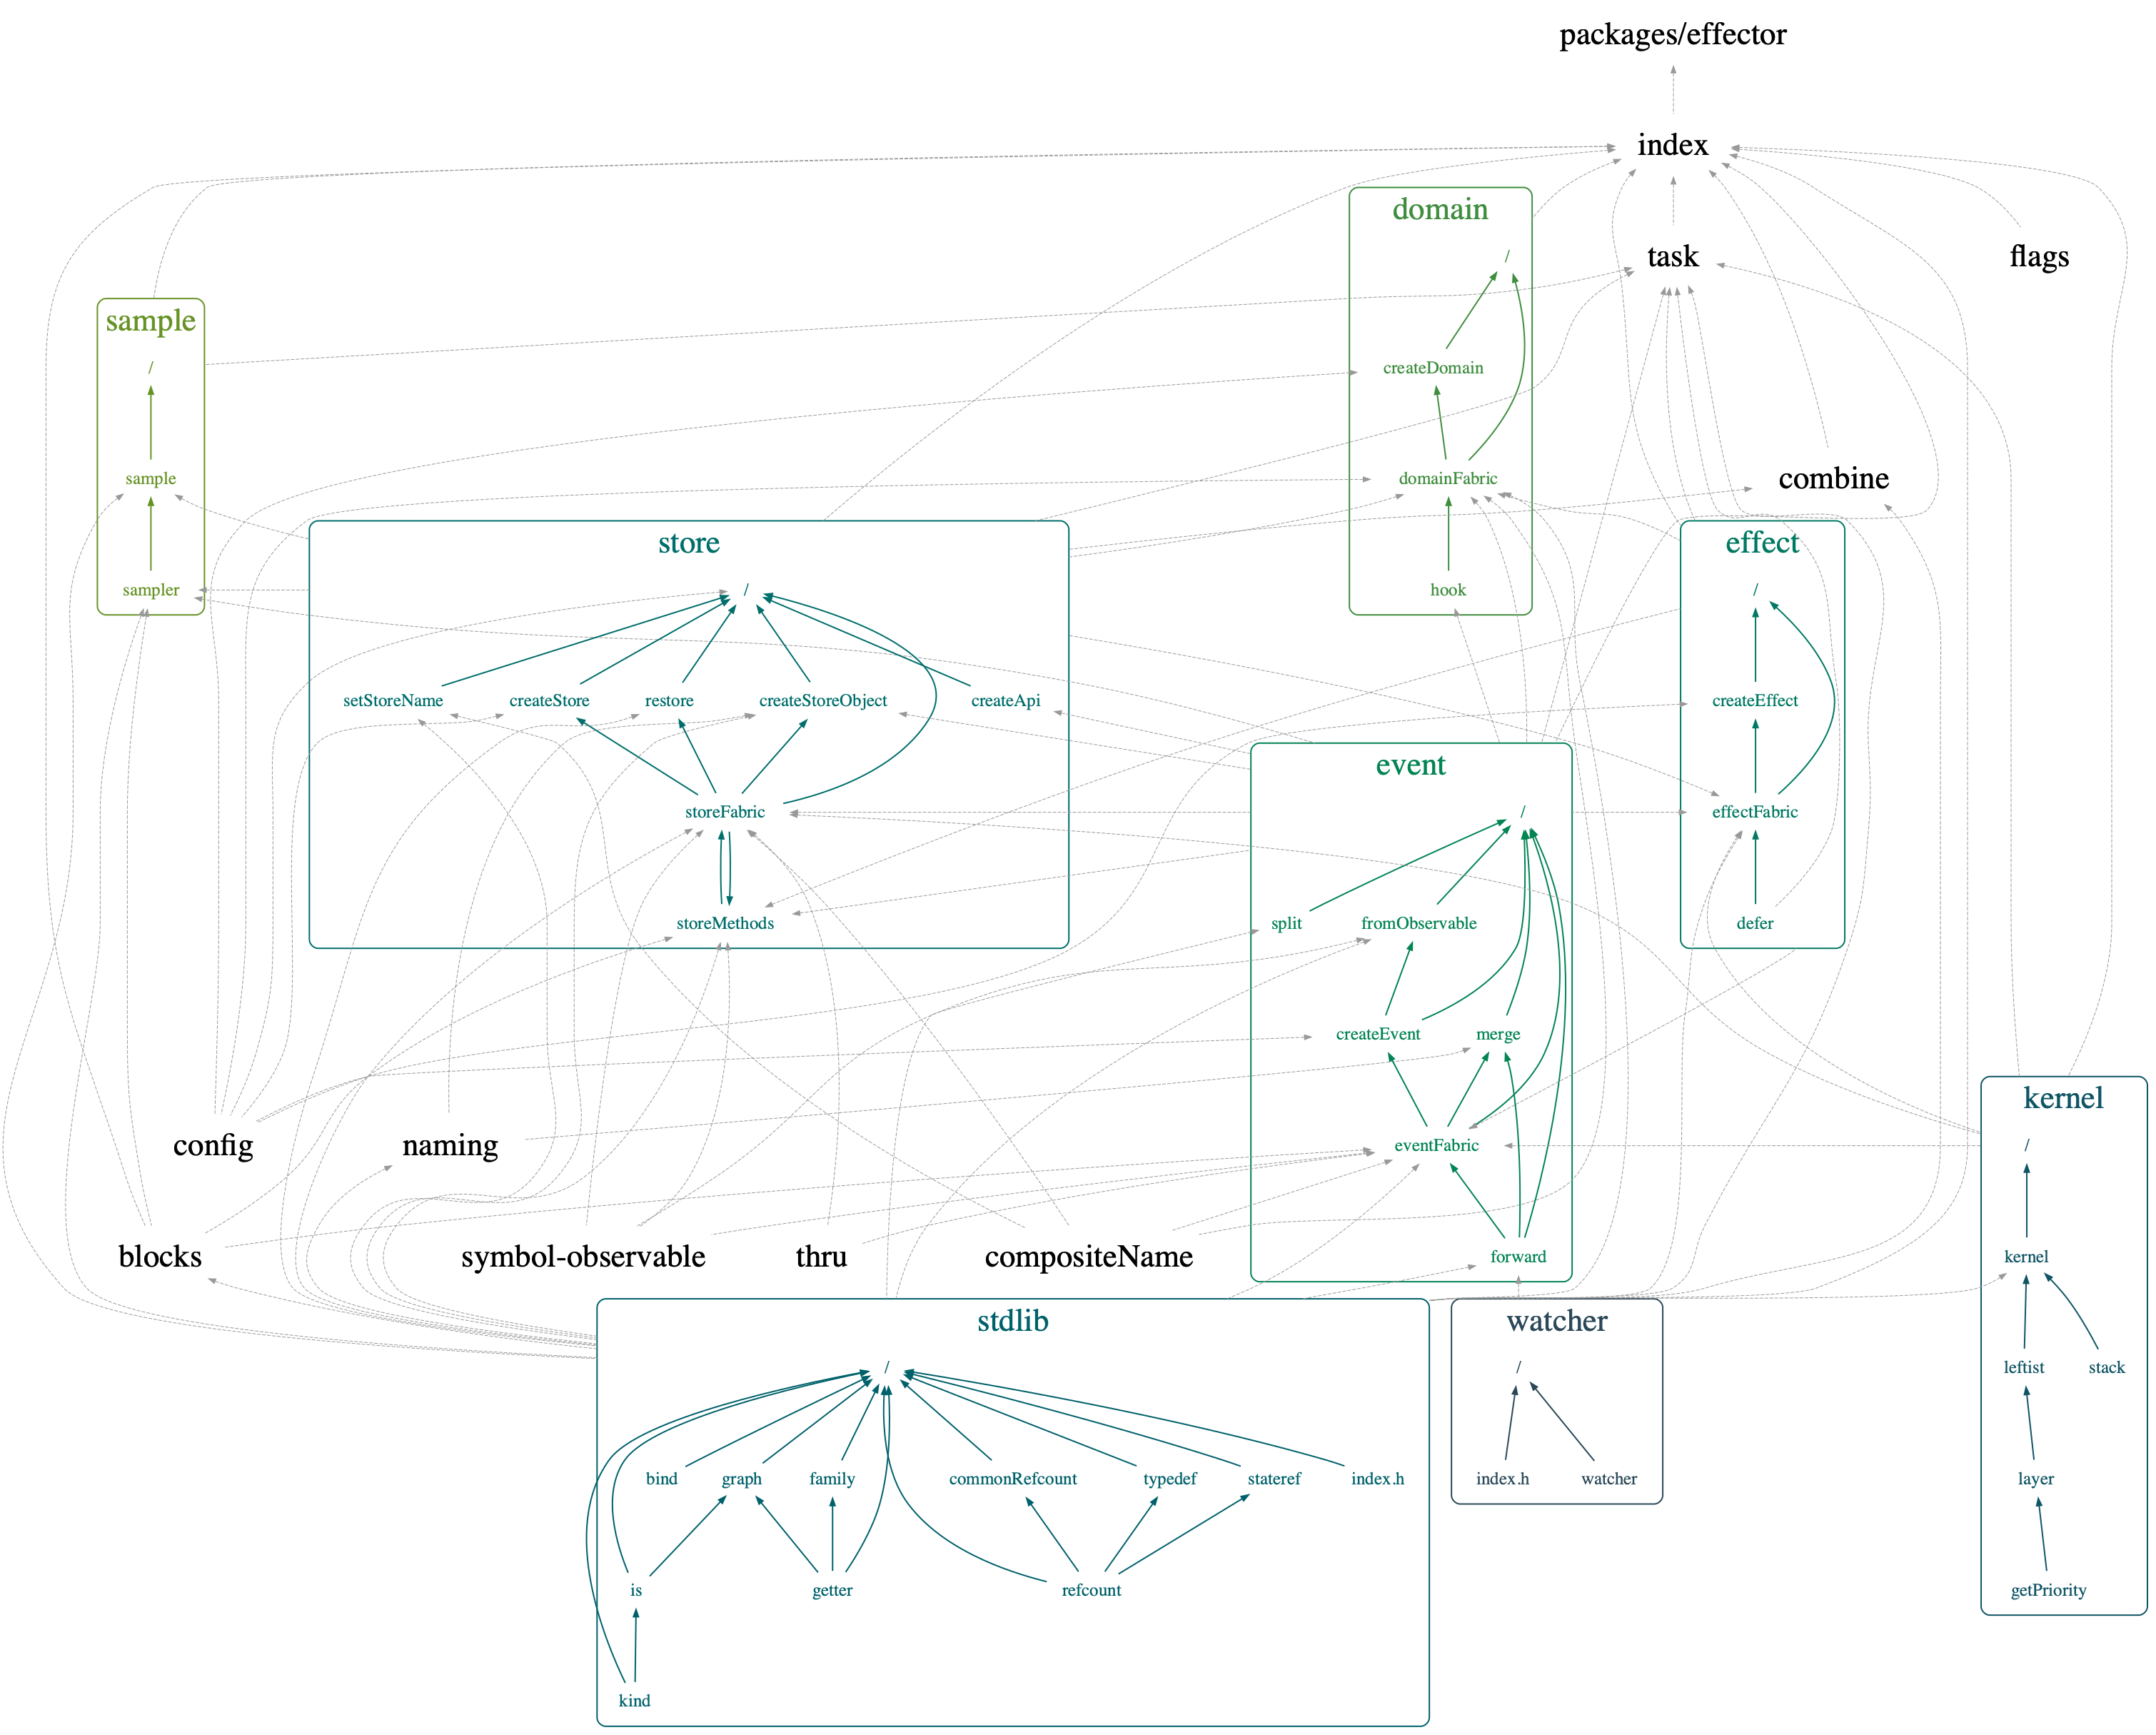 packages/effector
index
domain
/
task
flags
sample
/
createDomain
sample
domainFabric
combine
store
effect
sampler
/
hook
/
setStoreName
createStore
restore
createStoreObject
createApi
createEffect
event
storeFabric
/
effectFabric
storeMethods
split
fromObservable
defer
createEvent
merge
kernel
config
naming
eventFabric
/
blocks
symbol-observable
thru
compositeName
forward
kernel
stdlib
watcher
/
/
leftist
stack
bind
graph
family
commonRefcount
typedef
stateref
index.h
index.h
watcher
layer
is
getter
refcount
getPriority
kind